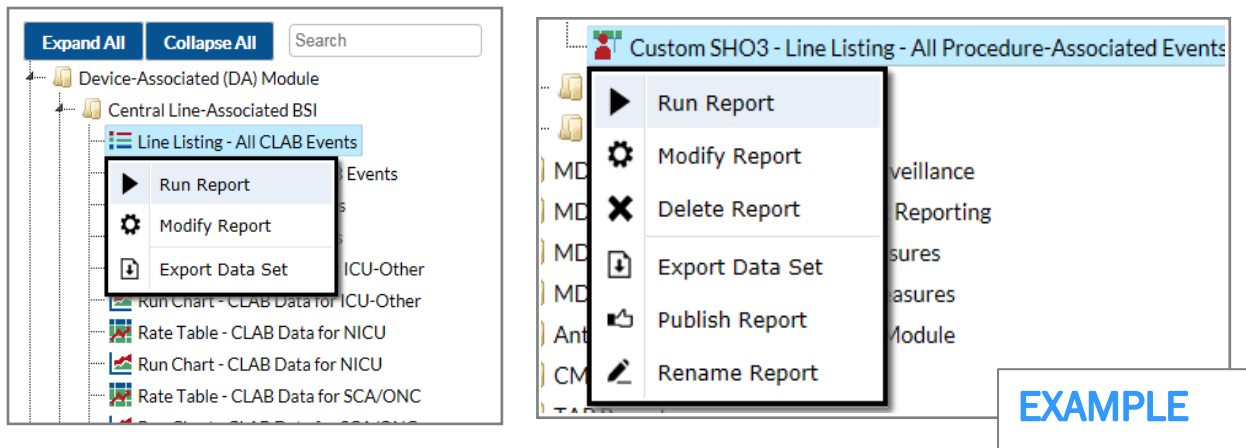 Expand All
Collapse All
Search
Device-Associated (DA) Module
Central Line-Associated BSI
Line Listing - All CLAB Events
Events
Run Report
Modify Report
Export Data Set
ICU-Other
Run Chart - CLAB Data for ICU-Other
Rate Table - CLAB Data for NICU
Run Chart - CLAB Data for NICU
Rate Table - CLAB Data for SCA/ONC
Custom SHO3 - Line Listing - All Procedure-Associated Events
Run Report
Modify Report
Delete Report
Export Data Set
Publish Report
Rename Report
MD veillance
MD Reporting
MD sures
MD easures
Ant Module
CM
EXAMPLE